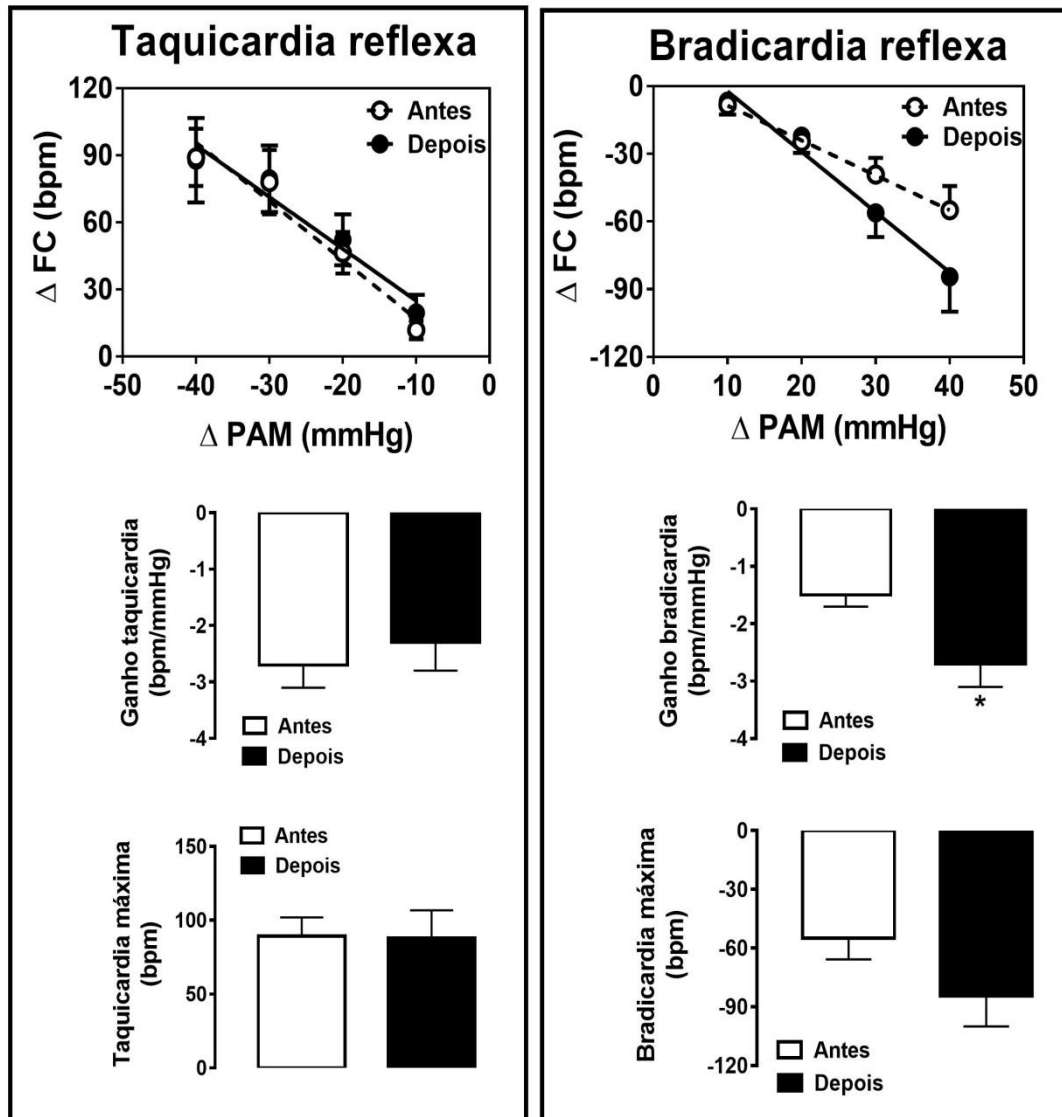 Taquicardia reflexa
120
90
60
30
0
Δ FC (bpm)
Antes
Depois
-50 -40 -30 -20 -10 0
Δ PAM (mmHg)
0
-1
-2
-3
-4
Ganho taquicardia
(bpm/mmHg)
Antes
Depois
150
100
50
0
Taquicardia máxima
(bpm)
Antes
Depois
Bradicardia reflexa
0
-30
-60
-90
-120
Δ FC (bpm)
Antes
Depois
0 10 20 30 40 50
Δ PAM (mmHg)
0
-1
-2
-3
-4
Ganho bradicardia
(bpm/mmHg)
*
Antes
Depois
0
-30
-60
-90
-120
Bradicardia máxima
(bpm)
Antes
Depois